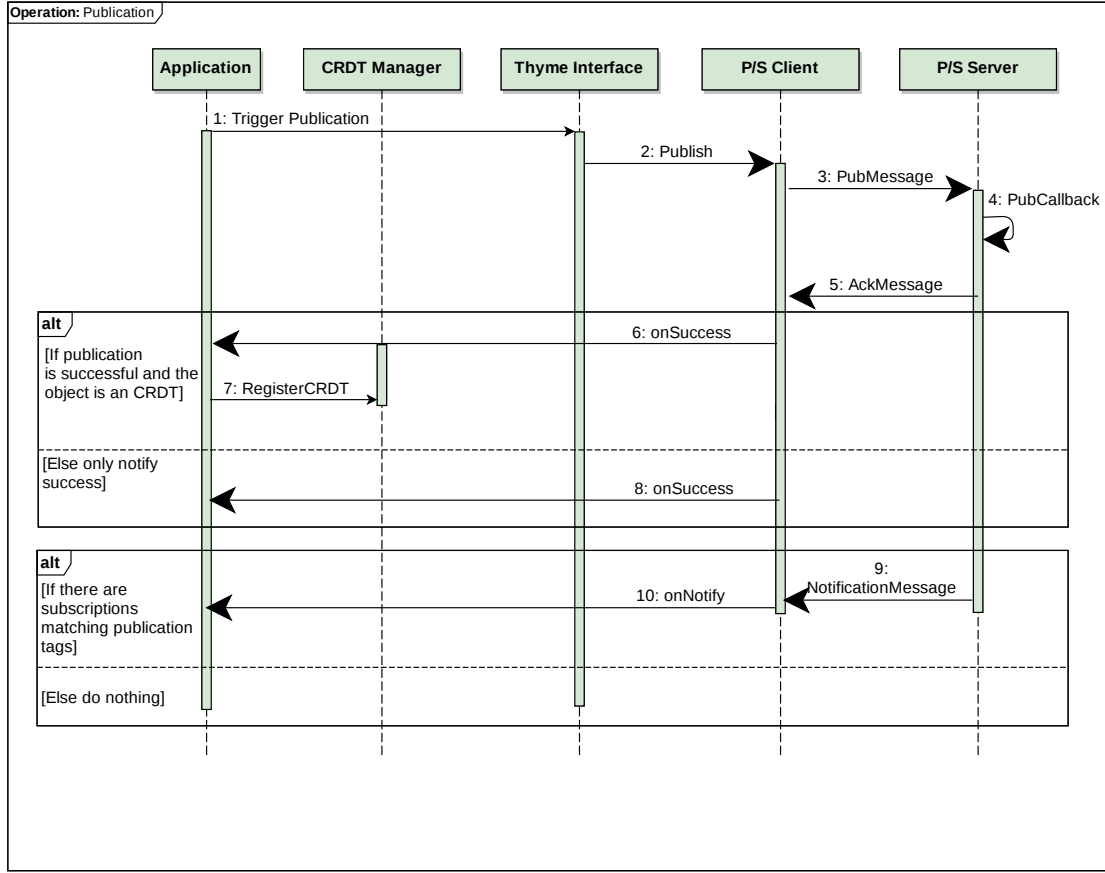 Operation: Publication
Application
CRDT Manager
Thyme Interface
P/S Client
P/S Server
1: Trigger Publication
2: Publish
3: PubMessage
4: PubCallback
5: AckMessage
alt
6: onSuccess
[If publication
is successful and the
object is an CRDT]
7: RegisterCRDT
[Else only notify
success]
8: onSuccess
alt
9:
NotificationMessage
[If there are
subscriptions
matching publication
tags]
10: onNotify
[Else do nothing]